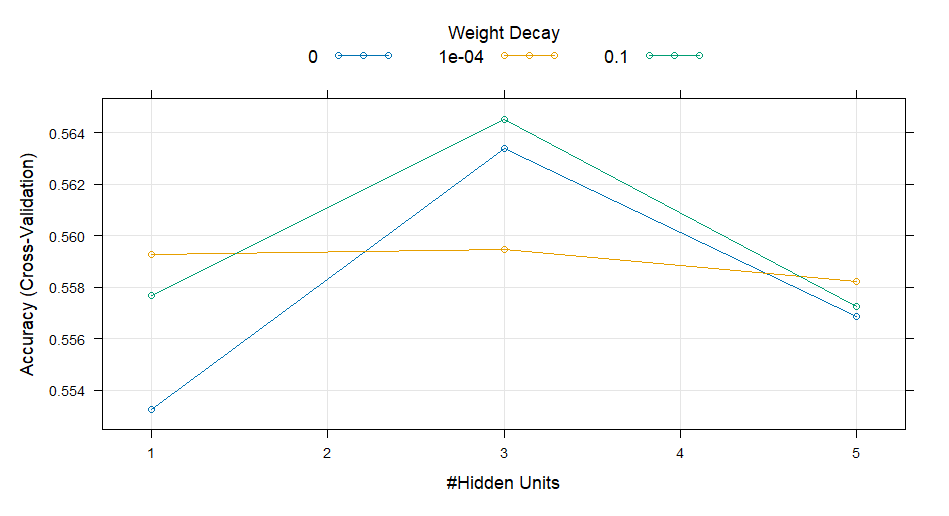 Weight Decay
0 1e-04 0.1
Accuracy (Cross-Validation)
0.564
0.562
0.560
0.558
0.556
0.554
1 2 3 4 5
#Hidden Units